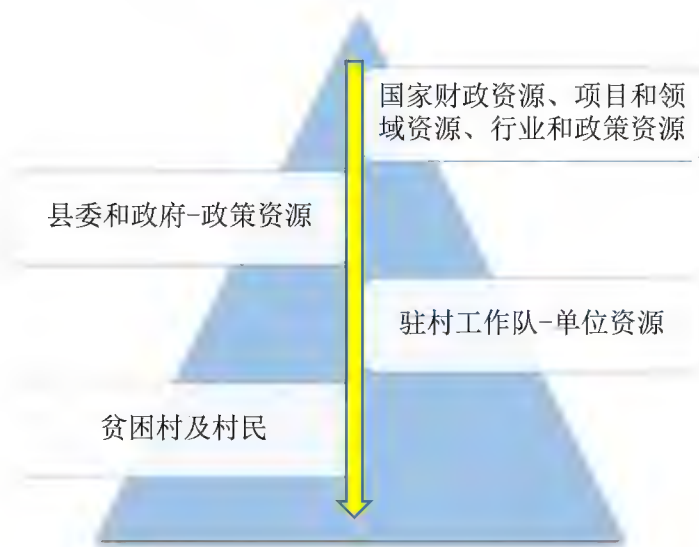 国家财政资源、项目和领
域资源、行业和政策资源
县委和政府-政策资源
驻村工作队-单位资源
贫困村及村民